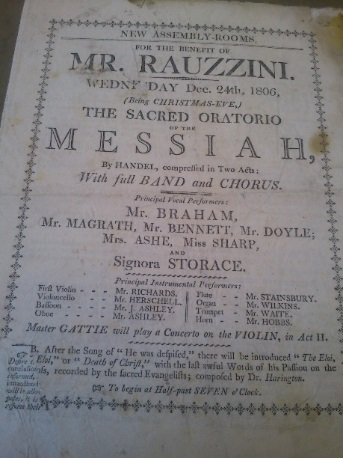 NEW ASSEMBLY-ROOMS.
FOR THE BENEFIT OF
MR. RAUZZINI.
WEDNE DAY Dec. 24th, 1806,
(Being CHRISTMAS-EVE,)
THE SACRED ORATORIO
OF THE
MESSIAH,
By HANDEL, compressed in Two Acts;
With full BAND and CHORUS.
Principal Vocal Performers:
Mr. BRAHAM,
Mr. MAGRATH, Mr. BENNETT, Mr. DOYLE;
Mrs. ASHE, Miss SHARP,
AND
Signora STORACE.
Principal Instrumental Performers:
First Violin - - - Mr. RICHARDS.
Violoncello - - - Mr. HERSCHELL.
Bassoon - - - Mr. J. ASHLEY.
Oboe - - - Mr. ASHLEY.
Flute - - - Mr. STAINSBURY.
Organ - - - Mr. WILKINS.
Trumpet - - - Mr. WAITE.
Horn - - - Mr. HOBBS.
Master GATTIE will play a Concerto on the VIOLIN, in Act II.
B. After the Song of "He was despised," there will be introduced "The Eloi,
Eloi," or "Death of Christ," with the last awful Words of his Passion on the
recorded by the sacred Evangelists; composed by Dr. Harington.
To begin at Half-past SEVEN o'Clock.